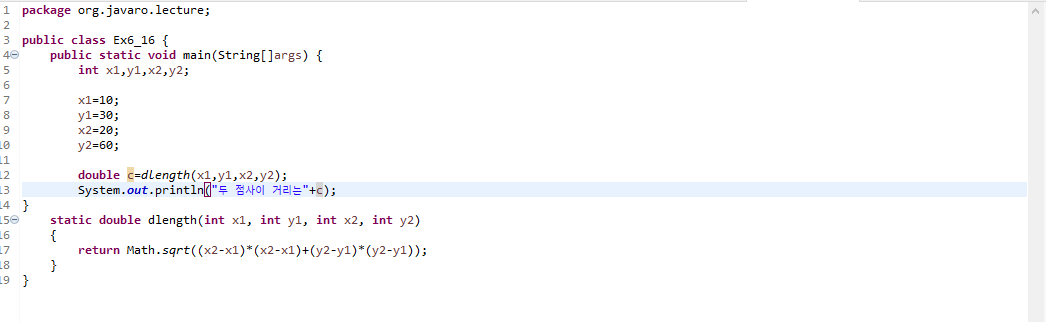 1 package org.javaro.lecture;
2
3 public class Ex6_16 {
4 public static void main(String[]args) {
5 int x1,y1,x2,y2;
6
7 x1=10;
8 y1=30;
9 x2=20;
10 y2=60;
11
12 double c=dlength(x1,y1,x2,y2);
13 System.out.println("두 점사이 거리는"+c);
14 }
15 static double dlength(int x1, int y1, int x2, int y2)
16 {
17 return Math.sqrt((x2-x1)*(x2-x1)+(y2-y1)*(y2-y1));
18 }
19 }